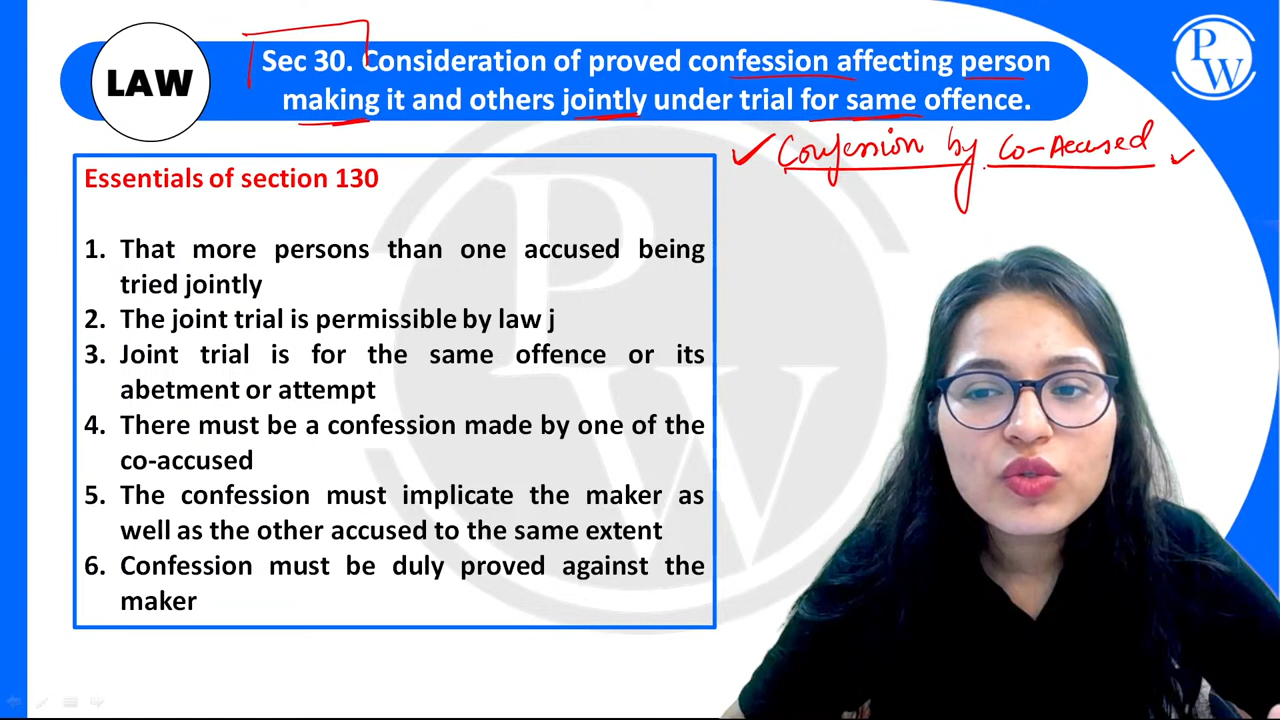 LAW
Sec 30. Consideration of proved confession affecting person
making it and others jointly under trial for same offence.
P
W
Confession by Co-Accused
Essentials of section 130
1. That more persons than one accused being
tried jointly
2. The joint trial is permissible by law j
3. Joint trial is for the same offence or its
abetment or attempt
4. There must be a confession made by one of the
co-accused
5. The confession must implicate the maker as
well as the other accused to the same extent
6. Confession must be duly proved against the
maker
P
W